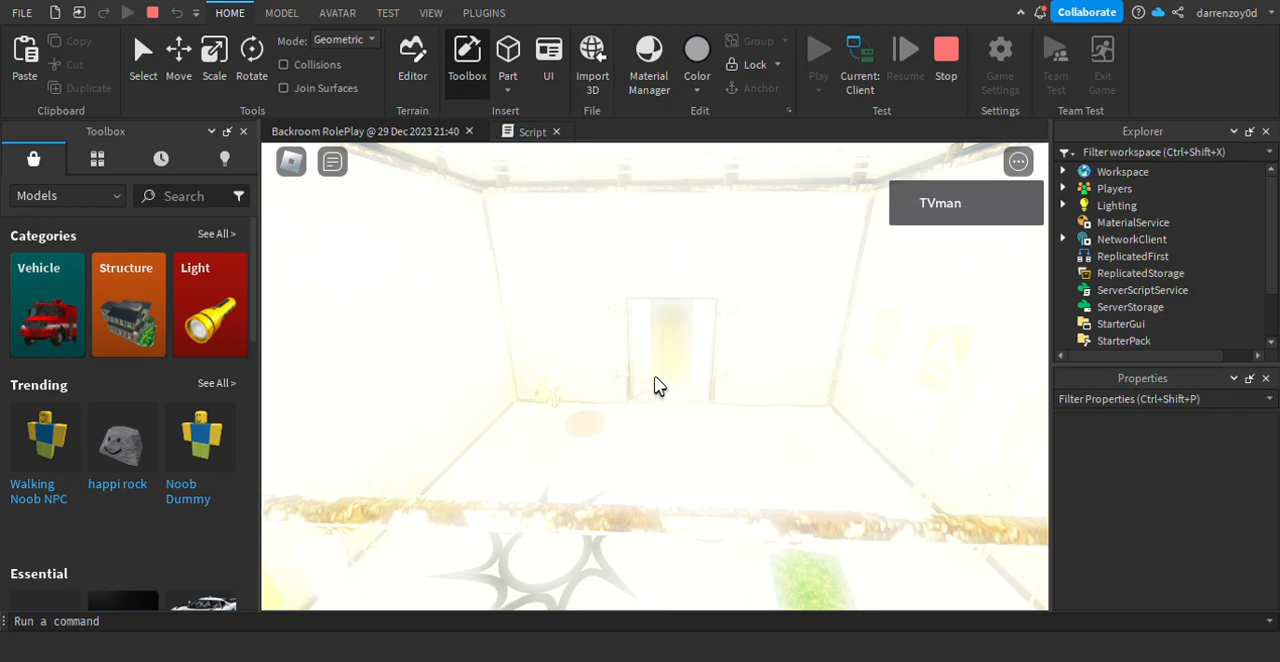 FILE HOME MODEL AVATAR TEST VIEW PLUGINS Collaborate darrenzoy0d
Paste Copy Cut Duplicate Clipboard
Select Move Scale Rotate Mode: Geometric Collisions Join Surfaces Tools
Editor Terrain
Toolbox Part UI Insert
Import 3D File
Material Manager Color Group Lock Anchor Edit
Play Current: Client Resume Stop Test
Game Settings Settings
Team Test Exit Game Team Test
Toolbox
Models Search
Categories See All >
Vehicle Structure Light
Trending See All >
Walking Noob NPC
happi rock
Noob Dummy
Essential
Backroom RolePlay @ 29 Dec 2023 21:40 Script
TVman
Explorer
Filter workspace (Ctrl+Shift+X)
Workspace
Players
Lighting
MaterialService
NetworkClient
ReplicatedFirst
ReplicatedStorage
ServerScriptService
ServerStorage
StarterGui
StarterPack
Properties
Filter Properties (Ctrl+Shift+P)
Run a command